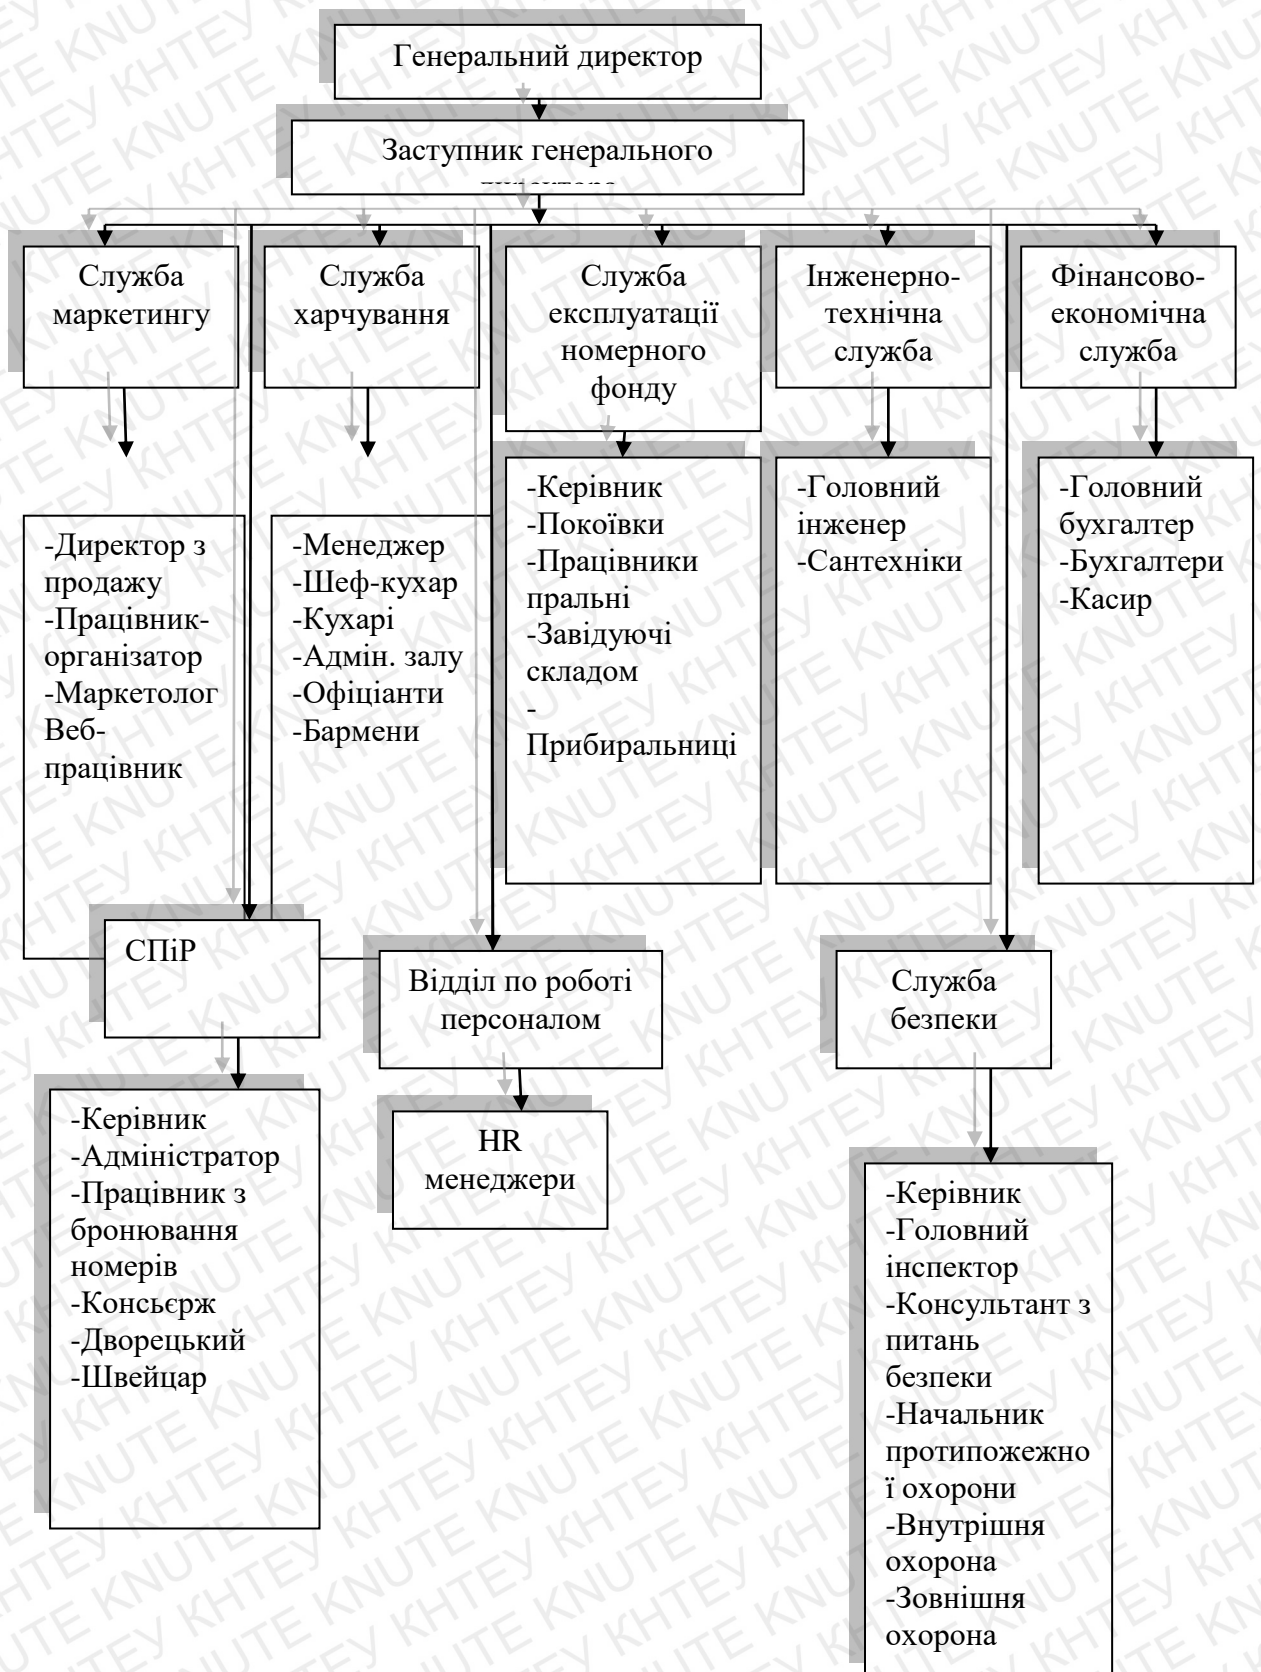 Генеральний директор
Заступник генерального
Служба
маркетингу
Служба
харчування
Служба
експлуатації
номерного
фонду
Інженерно-
технічна
служба
Фінансово-
економічна
служба
-Директор з
продажу
-Працівник-
організатор
-Маркетолог
Веб-
працівник
-Менеджер
-Шеф-кухар
-Кухарі
-Адмін. залу
-Офіціанти
-Бармени
-Керівник
-Покоївки
-Працівники
пральні
-Завідуючі
складом
-
Прибиральниці
-Головний
інженер
-Сантехніки
-Головний
бухгалтер
-Бухгалтери
-Касир
СПіР
Відділ по роботі
персоналом
Служба
безпеки
-Керівник
-Адміністратор
-Працівник з
бронювання
номерів
-Консьєрж
-Дворецький
-Швейцар
HR
менеджери
-Керівник
-Головний
інспектор
-Консультант з
питань
безпеки
-Начальник
протипожежно
ї охорони
-Внутрішня
охорона
-Зовнішня
охорона